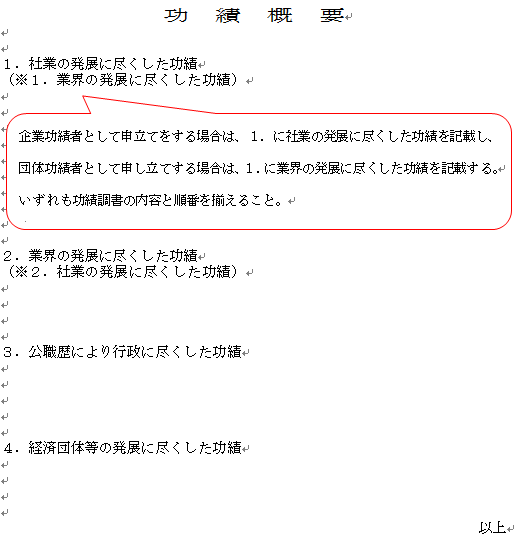 功　績　概　要
１．社業の発展に尽くした功績
（※１．業界の発展に尽くした功績）
企業功績者として申立てをする場合は、１．に社業の発展に尽くした功績を記載し、
団体功績者として申し立てする場合は、１．に業界の発展に尽くした功績を記載する。
いずれも功績調書の内容と順番を揃えること。
２．業界の発展に尽くした功績
（※２．社業の発展に尽くした功績）
３．公職歴により行政に尽くした功績
４．経済団体等の発展に尽くした功績
以上